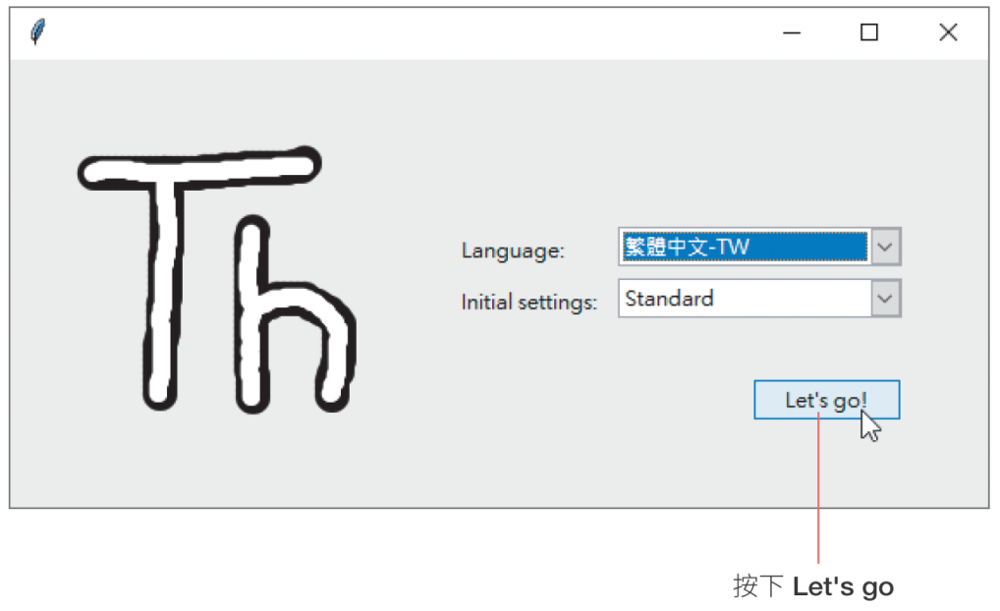 Th
Language: 繁體中文-TW
Initial settings: Standard
Let's go!
按下 Let's go